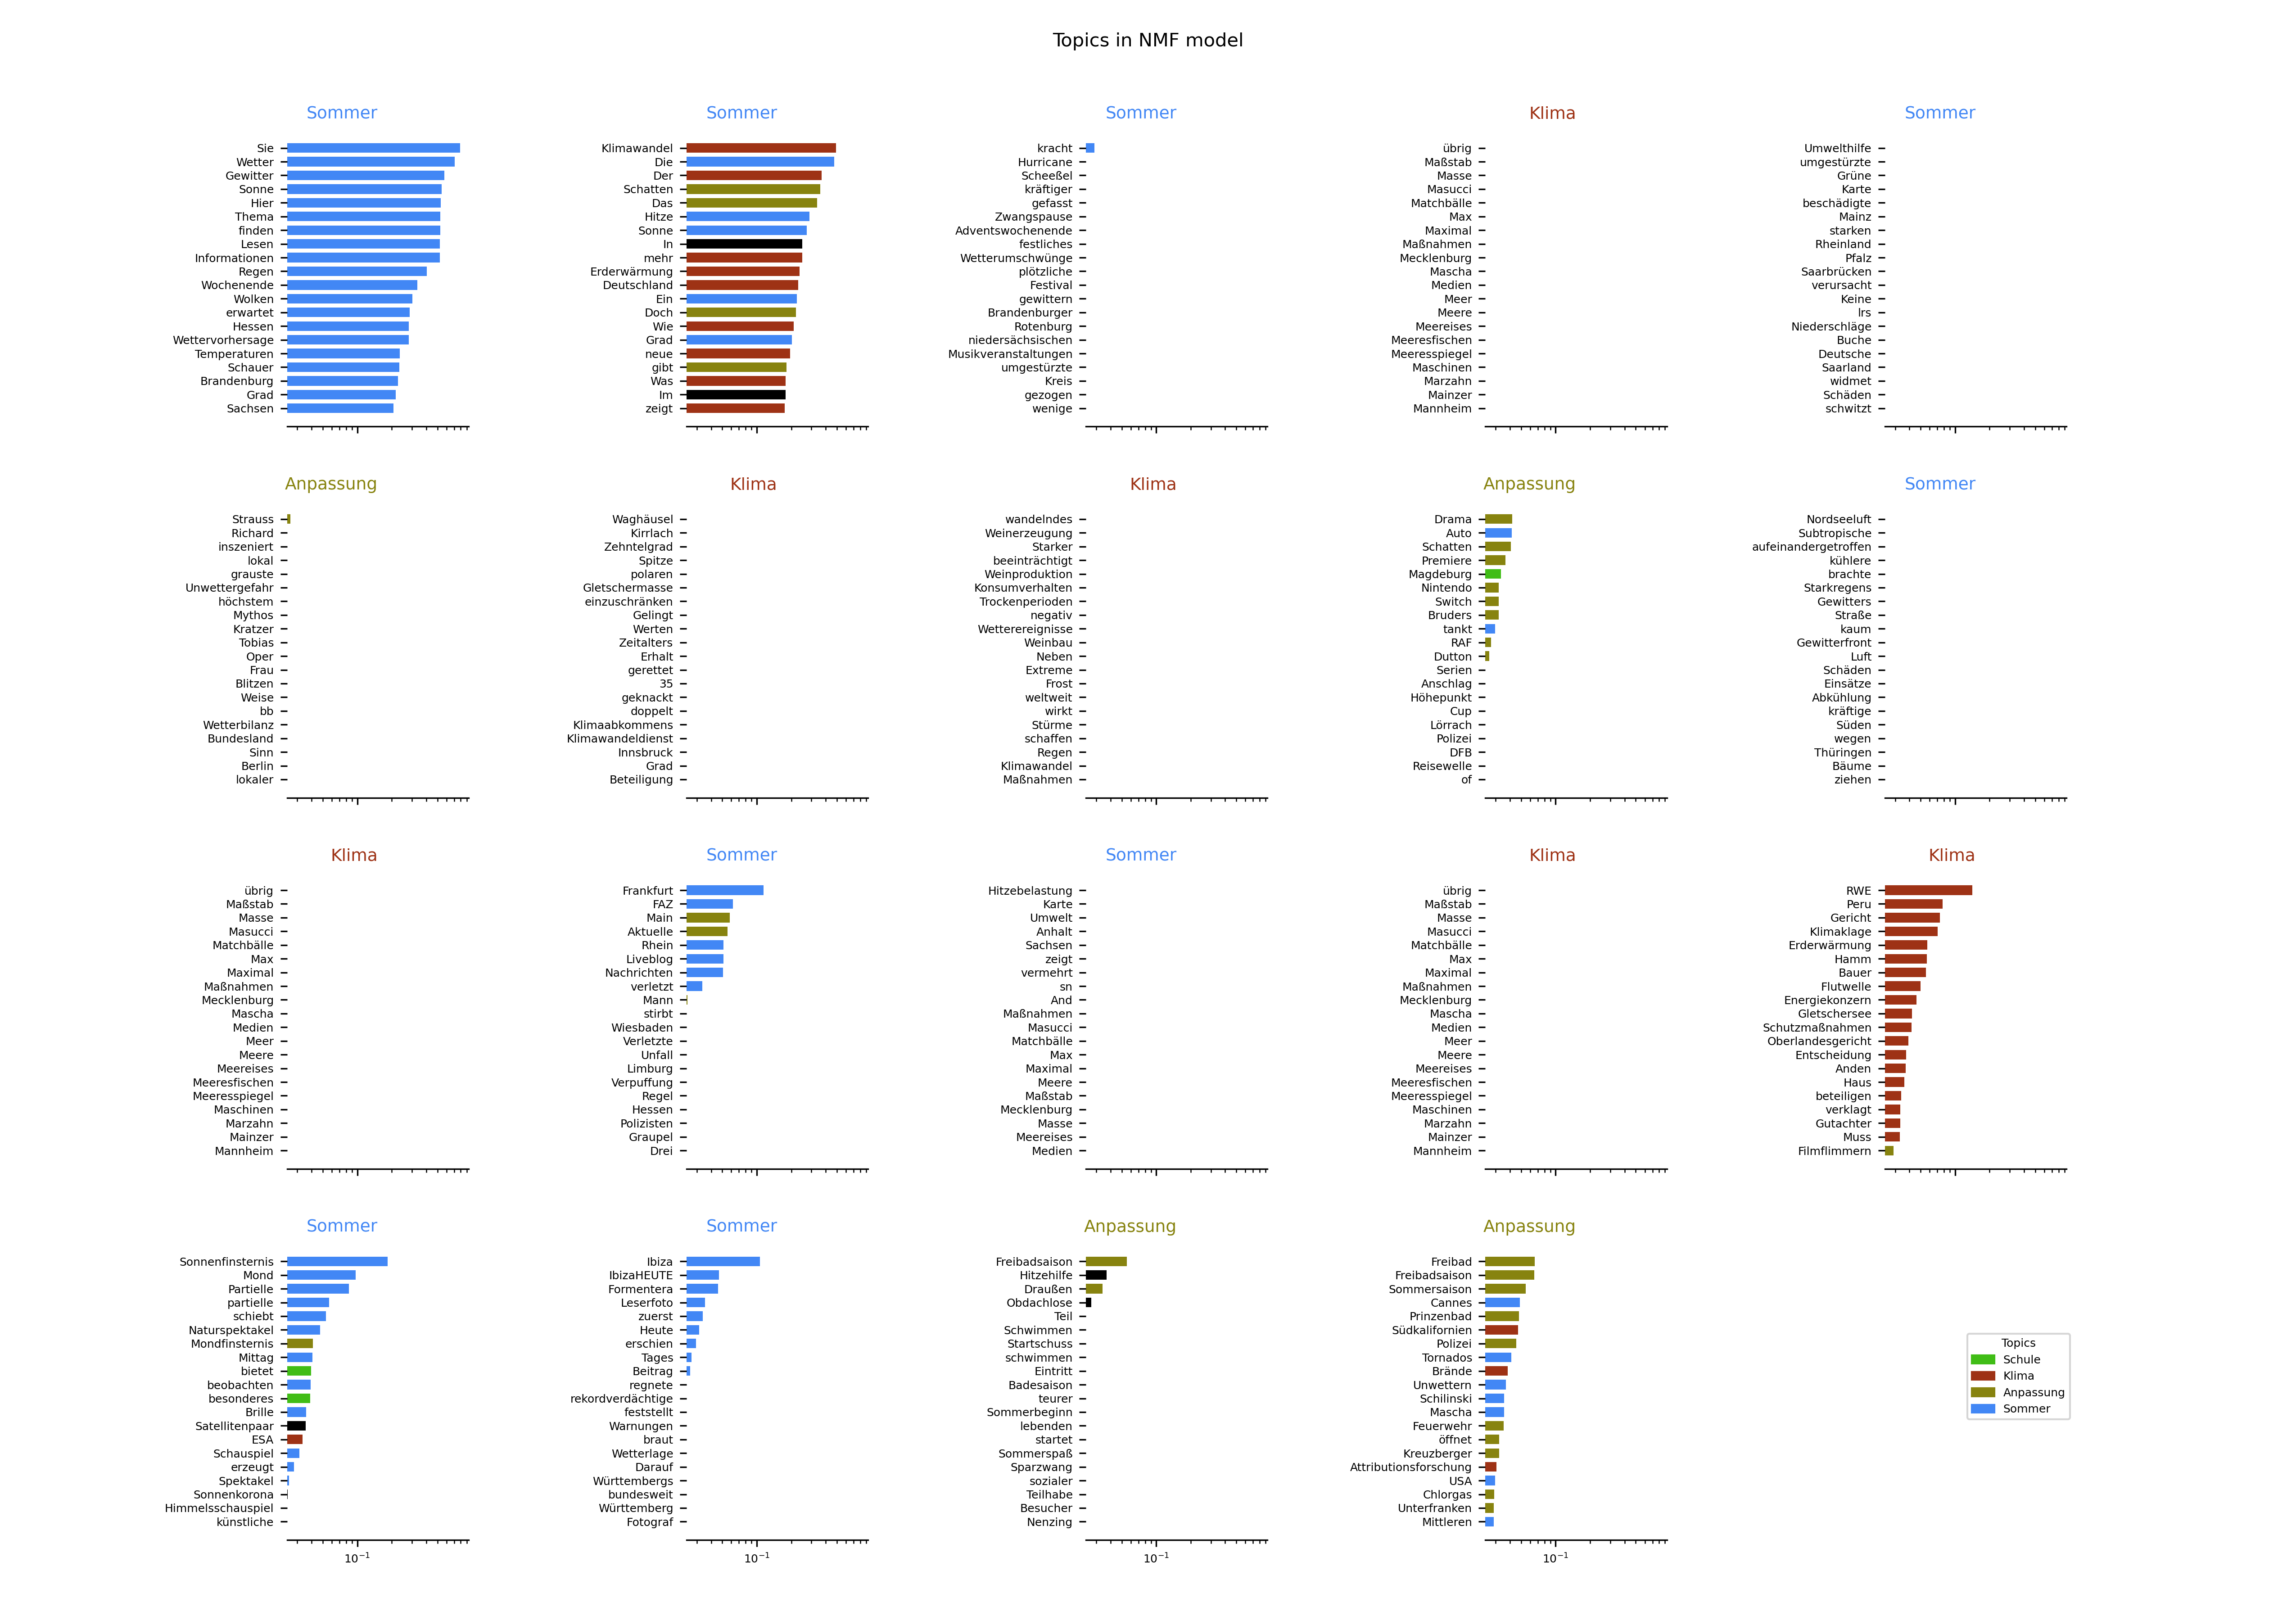 Topics in NMF model
Sommer
Sie
Wetter
Gewitter
Sonne
Hier
Thema
finden
Lesen
Informationen
Regen
Wochenende
Wolken
erwartet
Hessen
Wettervorhersage
Temperaturen
Schauer
Brandenburg
Grad
Sachsen
Sommer
Klimawandel
Die
Der
Schatten
Das
Hitze
Sonne
In
mehr
Erderwärmung
Deutschland
Ein
Doch
Wie
Grad
neue
gibt
Was
Im
zeigt
Sommer
kracht
Hurricane
Scheeßel
kräftiger
gefasst
Zwangspause
Adventswochenende
festliches
Wetterumschwünge
plötzliche
Festival
gewittern
Brandenburger
Rotenburg
niedersächsischen
Musikveranstaltungen
umgestürzte
Kreis
gezogen
wenige
Klima
übrig
Maßstab
Masse
Masucci
Matchbälle
Max
Maximal
Maßnahmen
Mecklenburg
Mascha
Medien
Meer
Meere
Meereises
Meeresfischen
Meeresspiegel
Maschinen
Marzahn
Mainzer
Mannheim
Sommer
Umwelthilfe
umgestürzte
Grüne
Karte
beschädigte
Mainz
starken
Rheinland
Pfalz
Saarbrücken
verursacht
Keine
lrs
Niederschläge
Buche
Deutsche
Saarland
widmet
Schäden
schwitzt
Anpassung
Strauss
Richard
inszeniert
lokal
grauste
Unwettergefahr
höchstem
Mythos
Kratzer
Tobias
Oper
Frau
Blitzen
Weise
bb
Wetterbilanz
Bundesland
Sinn
Berlin
lokaler
Klima
Waghäusel
Kirrlach
Zehntelgrad
Spitze
polaren
Gletschermasse
einzuschränken
Gelingt
Werten
Zeitalters
Erhalt
gerettet
35
geknackt
doppelt
Klimaabkommens
Klimawandeldienst
Innsbruck
Grad
Beteiligung
Klima
wandelndes
Weinerzeugung
Starker
beeinträchtigt
Weinproduktion
Konsumverhalten
Trockenperioden
negativ
Wetterereignisse
Weinbau
Neben
Extreme
Frost
weltweit
wirkt
Stürme
schaffen
Regen
Klimawandel
Maßnahmen
Anpassung
Drama
Auto
Schatten
Premiere
Magdeburg
Nintendo
Switch
Bruders
tankt
RAF
Dutton
Serien
Anschlag
Höhepunkt
Cup
Lörrach
Polizei
DFB
Reisewelle
of
Sommer
Nordseeluft
Subtropische
aufeinandergetroffen
kühlere
brachte
Starkregens
Gewitters
Straße
kaum
Gewitterfront
Luft
Schäden
Einsätze
Abkühlung
kräftige
Süden
wegen
Thüringen
Bäume
ziehen
Klima
übrig
Maßstab
Masse
Masucci
Matchbälle
Max
Maximal
Maßnahmen
Mecklenburg
Mascha
Medien
Meer
Meere
Meereises
Meeresfischen
Meeresspiegel
Maschinen
Marzahn
Mainzer
Mannheim
Sommer
Frankfurt
FAZ
Main
Aktuelle
Rhein
Liveblog
Nachrichten
verletzt
Mann
stirbt
Wiesbaden
Verletzte
Unfall
Limburg
Verpuffung
Regel
Hessen
Polizisten
Graupel
Drei
Sommer
Hitzebelastung
Karte
Umwelt
Anhalt
Sachsen
zeigt
vermehrt
sn
And
Maßnahmen
Masucci
Matchbälle
Max
Maximal
Meere
Maßstab
Mecklenburg
Masse
Meereises
Medien
Klima
übrig
Maßstab
Masse
Masucci
Matchbälle
Max
Maximal
Maßnahmen
Mecklenburg
Mascha
Medien
Meer
Meere
Meereises
Meeresfischen
Meeresspiegel
Maschinen
Marzahn
Mainzer
Mannheim
Klima
RWE
Peru
Gericht
Klimaklage
Erderwärmung
Hamm
Bauer
Flutwelle
Energiekonzern
Gletschersee
Schutzmaßnahmen
Oberlandesgericht
Entscheidung
Anden
Haus
beteiligen
verklagt
Gutachter
Muss
Filmflimmern
Sommer
Sonnenfinsternis
Mond
Partielle
partielle
schiebt
Naturspektakel
Mondfinsternis
Mittag
bietet
beobachten
besonderes
Brille
Satellitenpaar
ESA
Schauspiel
erzeugt
Spektakel
Sonnenkorona
Himmelsschauspiel
künstliche
10⁻¹
Sommer
Ibiza
IbizaHEUTE
Formentera
Leserfoto
zuerst
Heute
erschien
Tages
Beitrag
regnete
rekordverdächtige
feststellt
Warnungen
braut
Wetterlage
Darauf
Württembergs
bundesweit
Württemberg
Fotograf
10⁻¹
Anpassung
Freibadsaison
Hitzehilfe
Draußen
Obdachlose
Teil
Schwimmen
Startschuss
schwimmen
Eintritt
Badesaison
teurer
Sommerbeginn
lebenden
startet
Sommerspaß
Sparzwang
sozialer
Teilhabe
Besucher
Nenzing
10⁻¹
Anpassung
Freibad
Freibadsaison
Sommersaison
Cannes
Prinzenbad
Südkalifornien
Polizei
Tornados
Brände
Unwettern
Schilinski
Mascha
Feuerwehr
öffnet
Kreuzberger
Attributionsforschung
USA
Chlorgas
Unterfranken
Mittleren
10⁻¹
Topics
Schule
Klima
Anpassung
Sommer